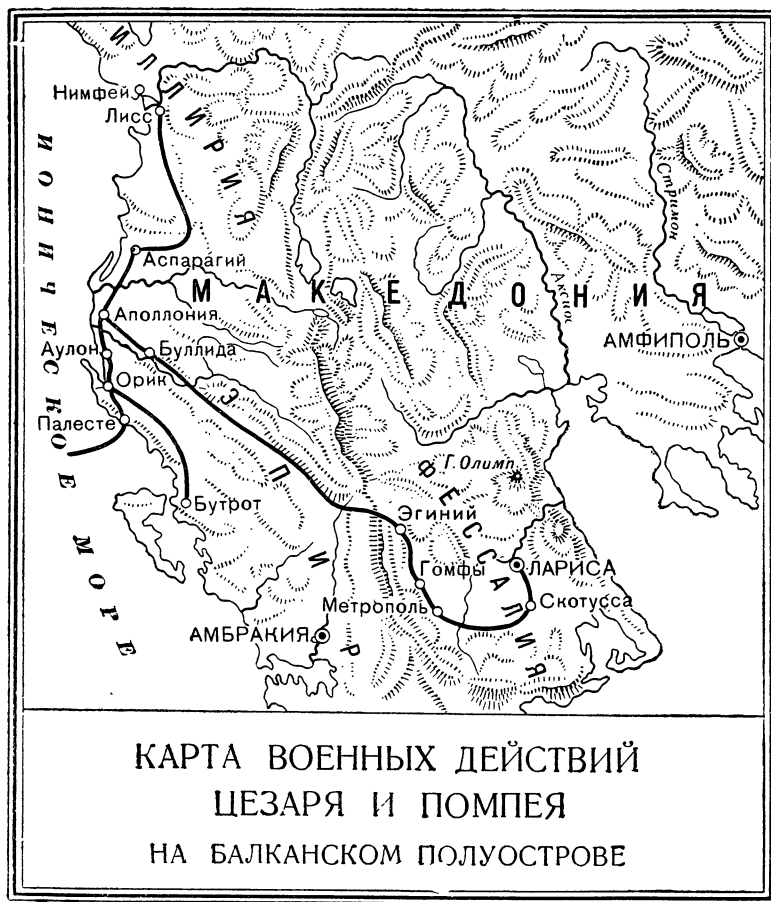 ИЛЛИРИЯ
Нимфей
Лисс
ИОНИЧЕСКОЕ МОРЕ
Стримон
Аспарагий
МАКЕДОНИЯ
Аксиос
Аполлония
АМФИПОЛЬ
Аулон
Буллида
Орик
ЭПИР
Палесте
Г. Олимп
ФЕССАЛИЯ
Бутрот
Эгиний
Гомфы
ЛАРИСА
Метрополь
Скотусса
АМБРАКИЯ
КАРТА ВОЕННЫХ ДЕЙСТВИЙ
ЦЕЗАРЯ И ПОМПЕЯ
НА БАЛКАНСКОМ ПОЛУОСТРОВЕ